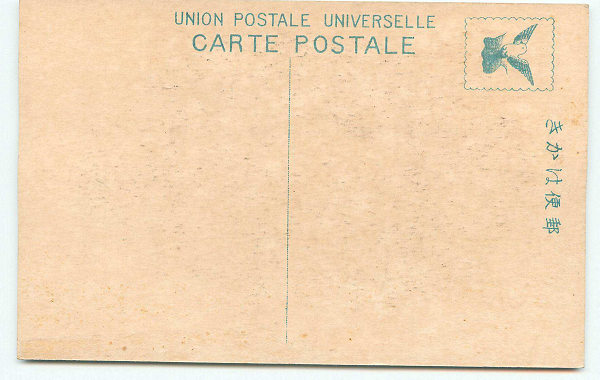 UNION POSTALE UNIVERSELLE
CARTE POSTALE
きかは便郵